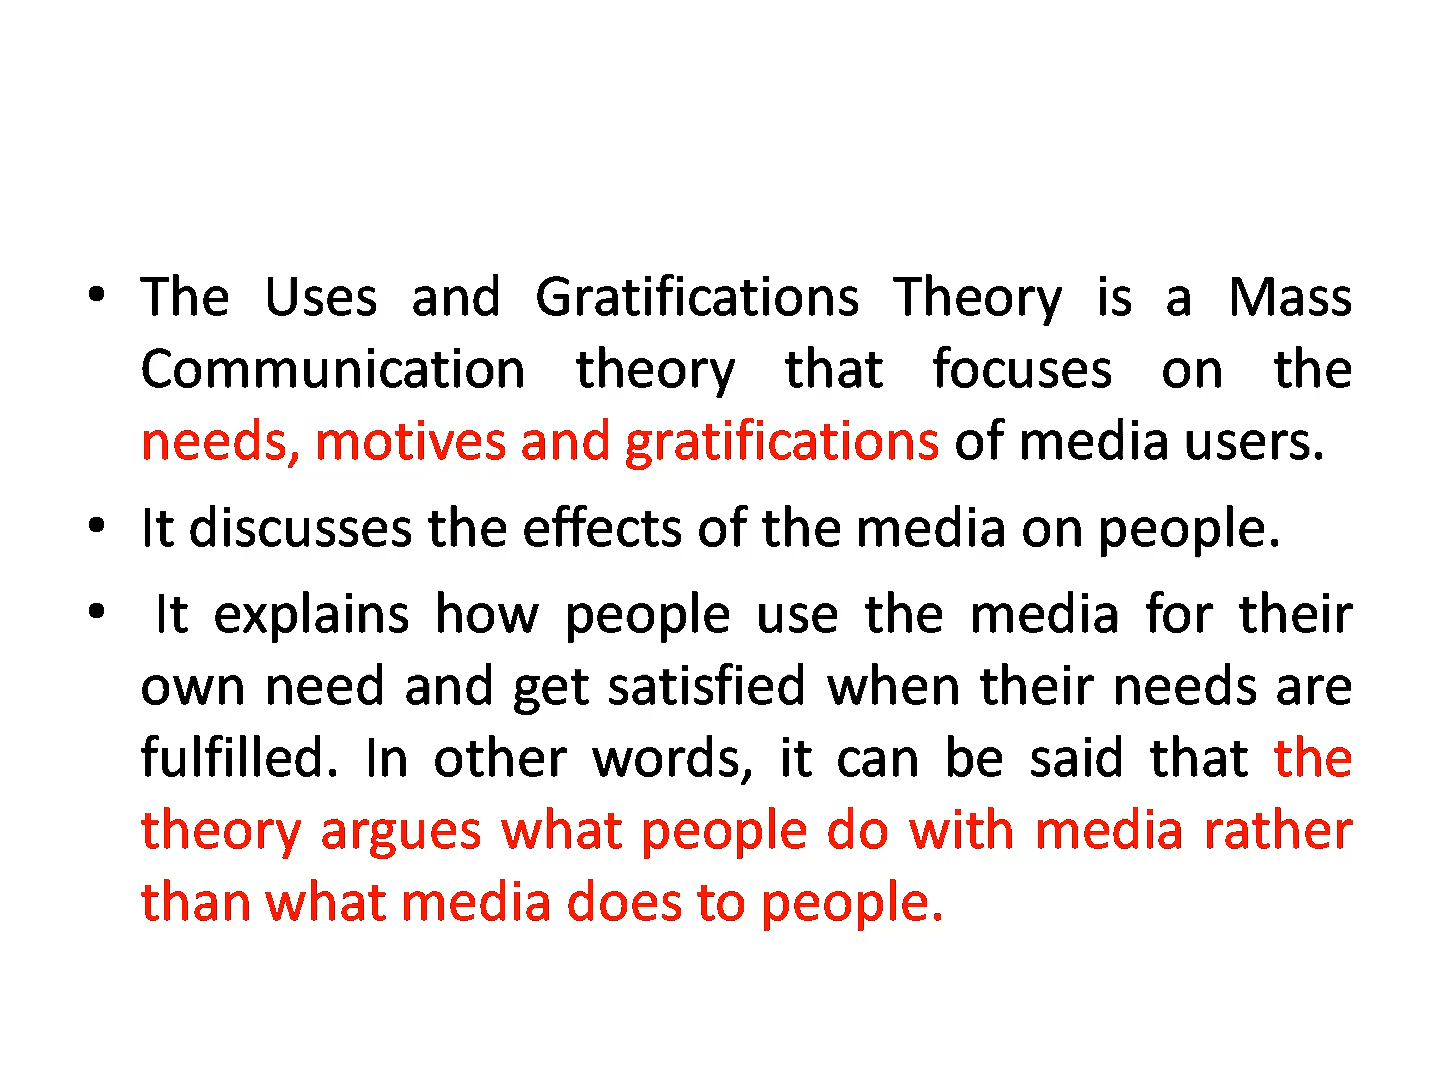 • The Uses and Gratifications Theory is a Mass
Communication theory that focuses on the
needs, motives and gratifications of media users.
• It discusses the effects of the media on people.
• It explains how people use the media for their
own need and get satisfied when their needs are
fulfilled. In other words, it can be said that the
theory argues what people do with media rather
than what media does to people.